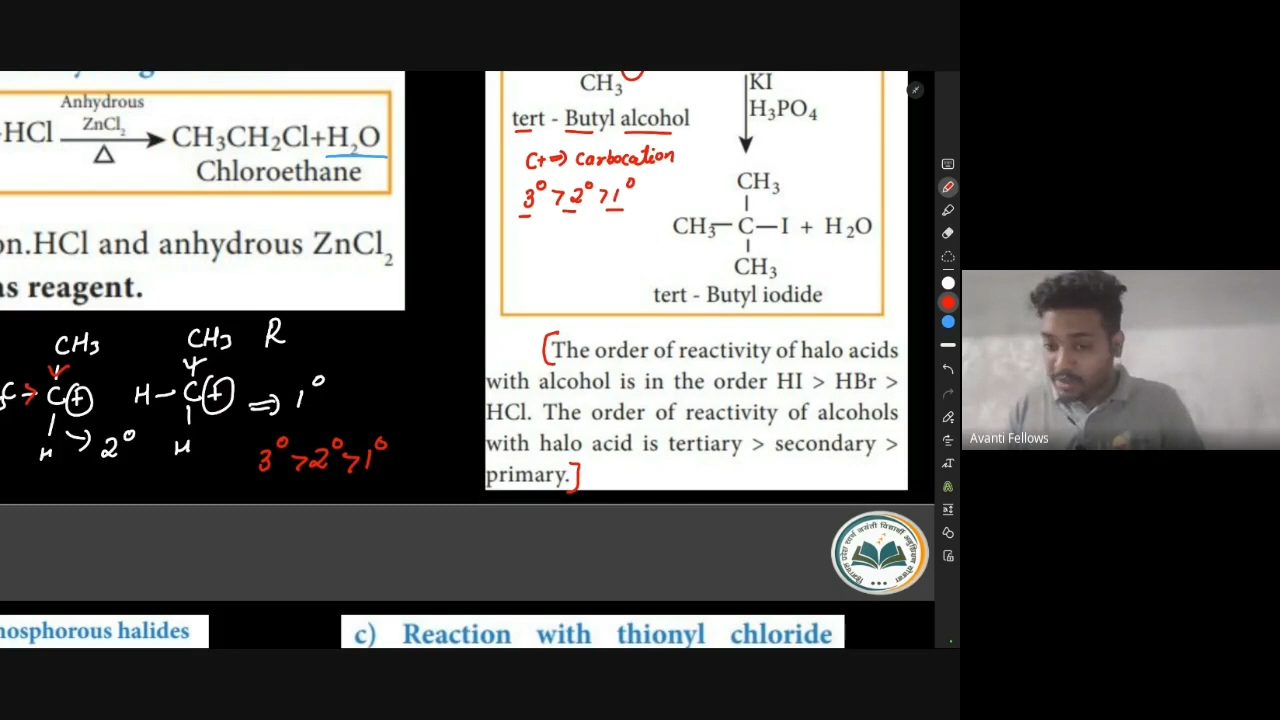 Anhydrous
HCl ZnCl2 CH3CH2Cl+H2O
Δ
Chloroethane
on.HCl and anhydrous ZnCl2
as reagent.
CH3
C (+)
H
2°
CH3 R
H-C(+) ⇒ 1°
H
3° > 2° > 1°
CH3
KI
H3PO4
tert - Butyl alcohol
C+ ⇒ Carbocation
3° > 2° > 1°
CH3
CH3—C—I + H2O
CH3
tert - Butyl iodide
[The order of reactivity of halo acids
with alcohol is in the order HI > HBr >
HCl. The order of reactivity of alcohols
with halo acid is tertiary > secondary >
primary.]
hosphorous halides
c) Reaction with thionyl chloride
Avanti Fellows